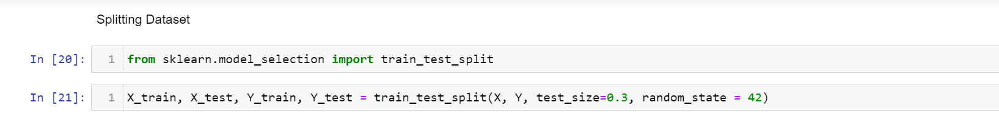 Splitting Dataset
In [20]: 1 from sklearn.model_selection import train_test_split
In [21]: 1 X_train, X_test, Y_train, Y_test = train_test_split(X, Y, test_size=0.3, random_state = 42)